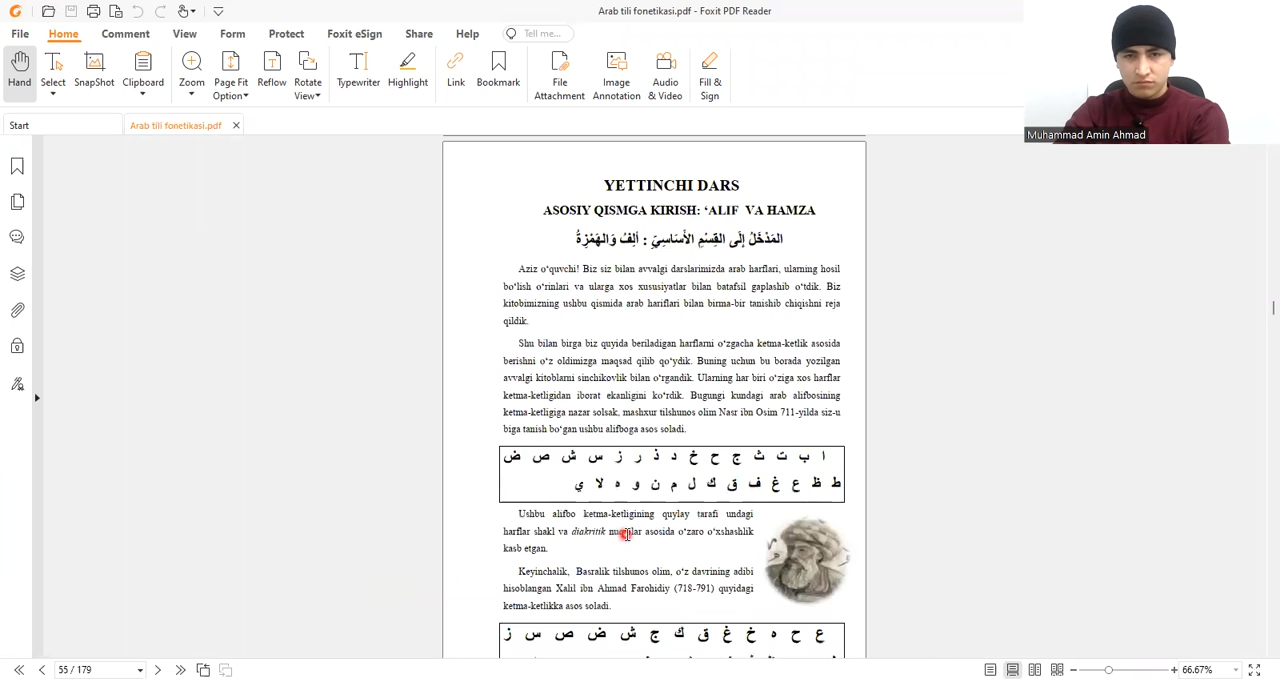 Arab tili fonetikasi.pdf - Foxit PDF Reader
File Home Comment View Form Protect Foxit eSign Share Help Tell me...
Hand Select SnapShot Clipboard Zoom Page Fit Option Reflow Rotate View Typewriter Highlight Link Bookmark File Attachment Image Annotation Audio & Video Fill & Sign
Muhammad Amin Ahmad
Start Arab tili fonetikasi.pdf
YETTINCHI DARS
ASOSIY QISMGA KIRISH: ‘ALIF VA HAMZA
المَدْخَلُ إلَى القِسْمِ الأَسَاسِيِّ : أَلِفُ وَالهَمْزِةُ
Aziz o‘quvchi! Biz siz bilan avvalgi darslarimizda arab harflari, ularning hosil
bo‘lish o‘rinlari va ularga xos xususiyatlar bilan batafsil gaplashib o‘tdik. Biz
kitobimizning ushbu qismida arab hariflari bilan birma-bir tanishib chiqishni reja
qildik.
Shu bilan birga biz quyida beriladigan harflarni o‘zgacha ketma-ketlik asosida
berishni o‘z oldimizga maqsad qilib qo‘ydik. Buning uchun bu borada yozilgan
avvalgi kitoblarni sinchikovlik bilan o‘rgandik. Ularning har biri o‘ziga xos harflar
ketma-ketligidan iborat ekanligini ko‘rdik. Bugungi kundagi arab alifbosining
ketma-ketligiga nazar solsak, mashxur tilshunos olim Nasr ibn Osim 711-yilda siz-u
biga tanish bo‘gan ushbu alifboga asos soladi.
ا ب ت ث ج ح خ د ذ ر ز س ش ص ض
ط ظ ع غ ف ق ك ل م ن و ه لا ي
Ushbu alifbo ketma-ketligining quylay tarafi undagi
harflar shakl va diakritik asosida o‘zaro o‘xshashlik
kasb etgan.
Keyinchalik, Basralik tilshunos olim, o‘z davrining adibi
hisoblangan Xalil ibn Ahmad Farohidiy (718-791) quyidagi
ketma-ketlikka asos soladi.
ع ح ه خ غ ق ك ج ش ض ص س ز
55 / 179
66.67%